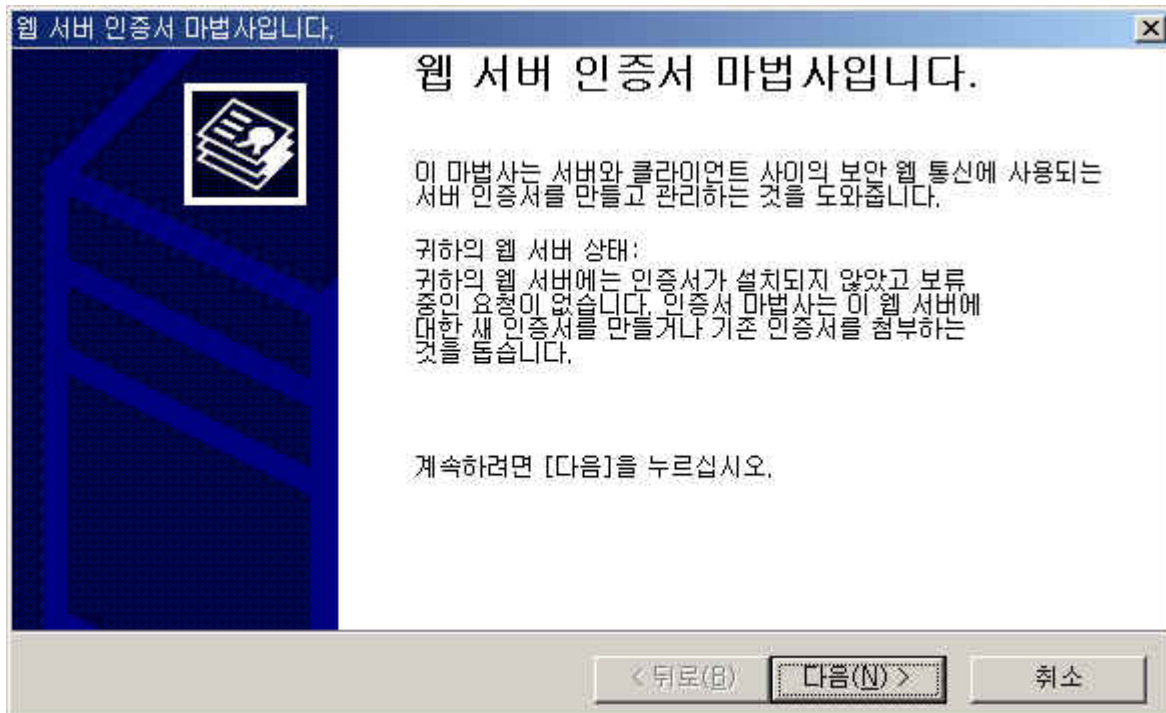 웹 서버 인증서 마법사입니다.
웹 서버 인증서 마법사입니다.
이 마법사는 서버와 클라이언트 사이의 보안 웹 통신에 사용되는
서버 인증서를 만들고 관리하는 것을 도와줍니다.
귀하의 웹 서버 상태:
귀하의 웹 서버에는 인증서가 설치되지 않았고 보류
중인 요청이 없습니다. 인증서 마법사는 이 웹 서버에
대한 새 인증서를 만들거나 기존 인증서를 첨부하는
것을 돕습니다.
계속하려면 [다음]을 누르십시오.
< 뒤로(B) 다음(N) > 취소